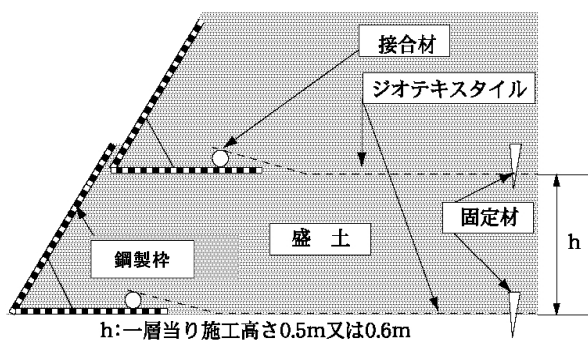 接合材
ジオテキスタイル
固定材
h
盛 土
鋼製枠
h:一層当り施工高さ0.5m又は0.6m